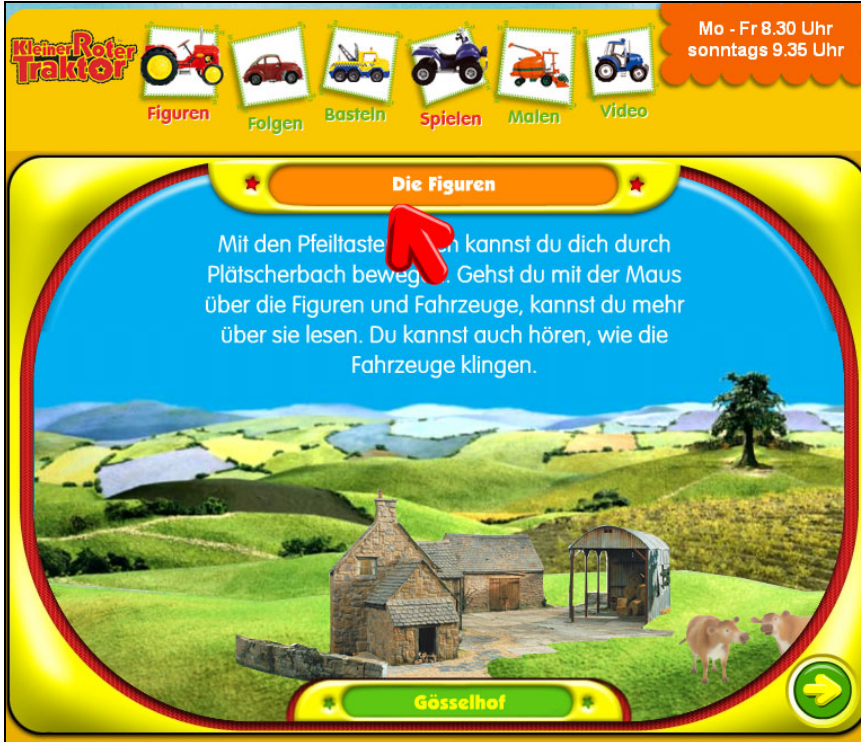 Kleiner Roter
Traktor
Figuren
Folgen
Basteln
Spielen
Malen
Video
Mo - Fr 8.30 Uhr
sonntags 9.35 Uhr
Die Figuren
Mit den kannst du dich durch
Plätscherbach Gehst du mit der Maus
über die Figuren und Fahrzeuge, kannst du mehr
über sie lesen. Du kannst auch hören, wie die
Fahrzeuge klingen.
Gösselhof